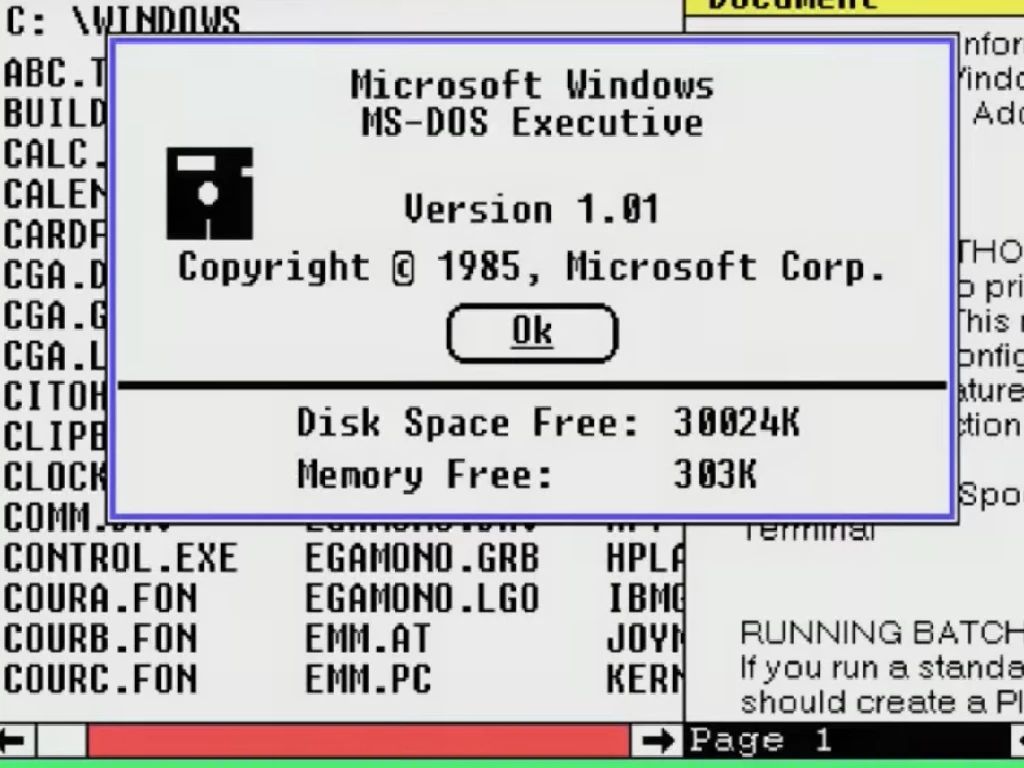 C: \WINDOWS
Document
Microsoft Windows
MS-DOS Executive
Version 1.01
Copyright © 1985, Microsoft Corp.
Ok
Disk Space Free: 30024K
Memory Free: 303K
ABC.T
BUILD
CALC.
CALEN
CARDF
CGA.D
CGA.G
CGA.L
CITOH
CLIPB
CLOCK
COMM.
CONTROL.EXE EGAMONO.GRB HPLA
COURA.FON EGAMONO.LGO IBMG
COURB.FON EMM.AT JOYM
COURC.FON EMM.PC KERN
nfor
Windo
Add
THO
o pri
This
onfig
ature
ction
Spo
Terminal
RUNNING BATCH
If you run a standa
should create a PI
Page 1